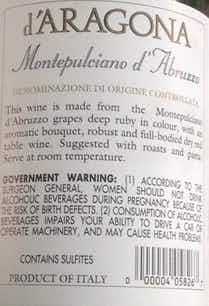 d'ARAGONA
Montepulciano d'Abruzzo
DENOMINAZIONE DI ORIGINE CONTROLLATA
This wine is made from the Montepulciano
d'Abruzzo grapes deep ruby in colour, with an
aromatic bouquet, robust and full-bodied dry red
table wine. Suggested with roasts and pasta.
Serve at room temperature.
GOVERNMENT WARNING: (1) ACCORDING TO THE
SURGEON GENERAL, WOMEN SHOULD NOT DRINK
ALCOHOLIC BEVERAGES DURING PREGNANCY BECAUSE OF
THE RISK OF BIRTH DEFECTS. (2) CONSUMPTION OF ALCOHOLIC
BEVERAGES IMPAIRS YOUR ABILITY TO DRIVE A CAR OR
OPERATE MACHINERY, AND MAY CAUSE HEALTH PROBLEMS.
CONTAINS SULFITES
PRODUCT OF ITALY
0 00004 05826